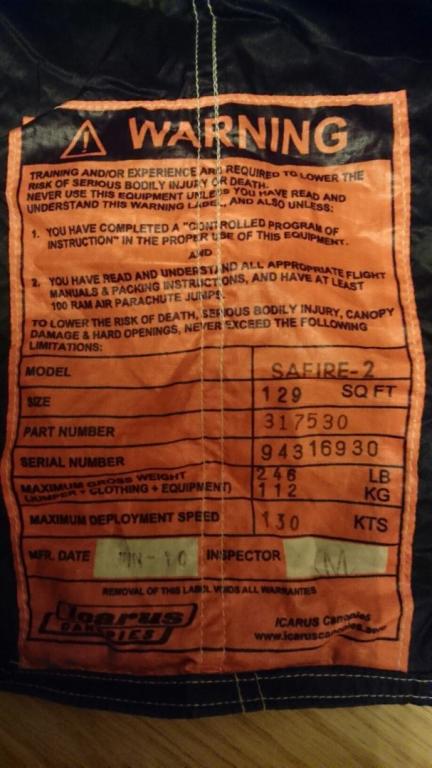 WARNING
TRAINING AND/OR EXPERIENCE ARE REQUIRED TO LOWER THE
RISK OF SERIOUS BODILY INJURY OR DEATH.
NEVER USE THIS EQUIPMENT UNLESS YOU HAVE READ AND
UNDERSTAND THIS WARNING LABEL, AND ALSO UNLESS:
1. YOU HAVE COMPLETED A "CONTROLLED PROGRAM OF
INSTRUCTION" IN THE PROPER USE OF THIS EQUIPMENT.
AND
2. YOU HAVE READ AND UNDERSTAND ALL APPROPRIATE FLIGHT
MANUALS & PACKING INSTRUCTIONS, AND HAVE AT LEAST
100 RAM AIR PARACHUTE JUMPS.
TO LOWER THE RISK OF DEATH, SERIOUS BODILY INJURY, CANOPY
DAMAGE & HARD OPENINGS, NEVER EXCEED THE FOLLOWING
LIMITATIONS:
MODEL SAFIRE-2
SIZE 129 SQ FT
PART NUMBER 317530
SERIAL NUMBER 94316930
MAXIMUM GROSS WEIGHT 246 LB
(JUMPER + CLOTHING + EQUIPMENT) 112 KG
MAXIMUM DEPLOYMENT SPEED 130 KTS
MFR. DATE INSPECTOR
REMOVAL OF THIS LABEL VOIDS ALL WARRANTIES
Icarus ICARUS Canopies
CANOPIES